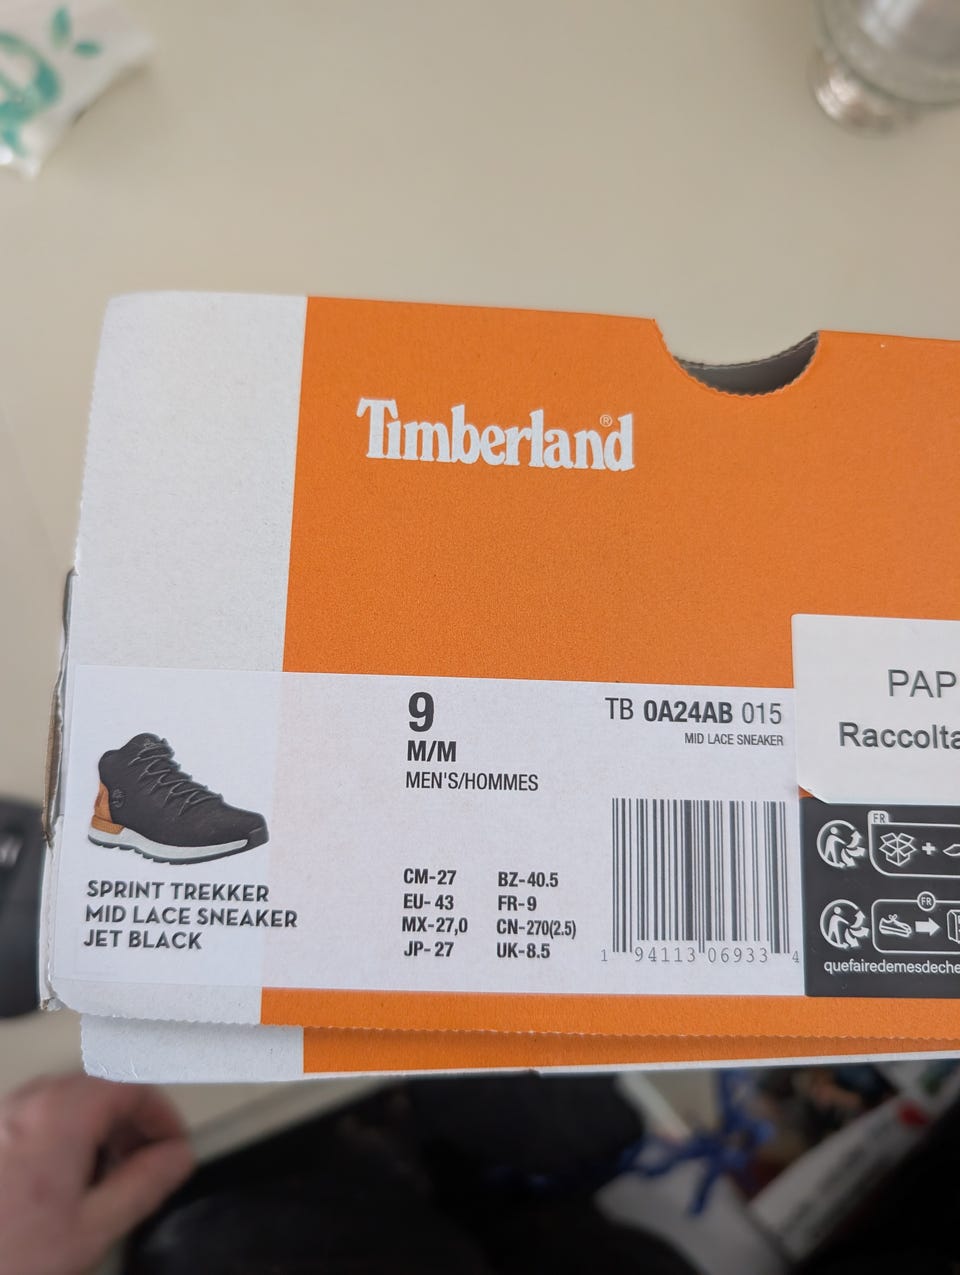 Timberland®
9
M/M
MEN'S/HOMMES
TB 0A24AB 015
MID LACE SNEAKER
SPRINT TREKKER
MID LACE SNEAKER
JET BLACK
CM-27 BZ-40.5
EU- 43 FR-9
MX-27,0 CN-270(2.5)
JP- 27 UK-8.5
1 94113 06933 4
PAP
Raccolta
FR
FR
quefairedemesdeche